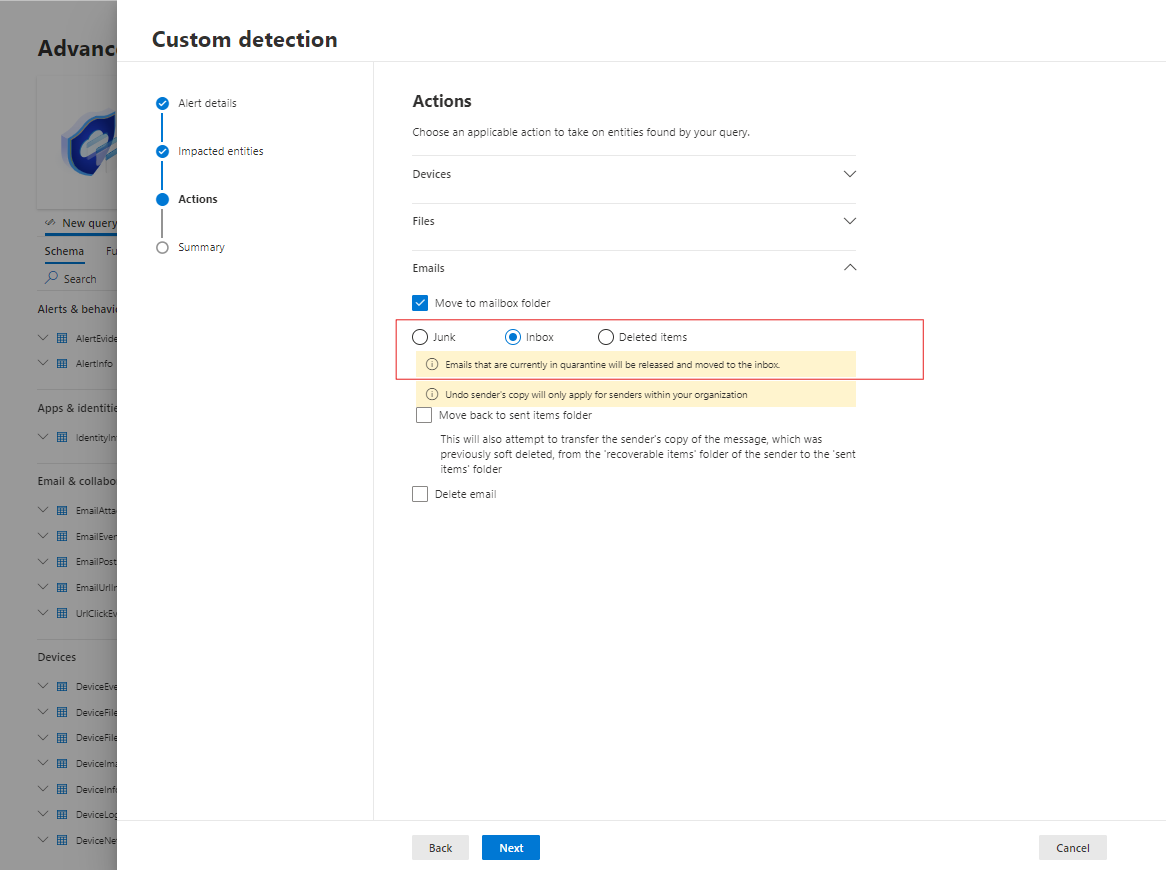 Advanc
New query
Schema
Fu
Search
Alerts & behavi
AlertEvide
AlertInfo
Apps & identitie
IdentityIn
Email & collabo
EmailAtta
EmailEven
EmailPost
EmailUrlIn
UrlClickEv
Devices
DeviceEve
DeviceFile
DeviceFile
DeviceIma
DeviceInfo
DeviceLog
DeviceNe
Custom detection
Alert details
Impacted entities
Actions
Summary
Actions
Choose an applicable action to take on entities found by your query.
Devices
Files
Emails
Move to mailbox folder
Junk
Inbox
Deleted items
Emails that are currently in quarantine will be released and moved to the inbox.
Undo sender's copy will only apply for senders within your organization
Move back to sent items folder
This will also attempt to transfer the sender's copy of the message, which was
previously soft deleted, from the 'recoverable items' folder of the sender to the 'sent
items' folder
Delete email
Back
Next
Cancel